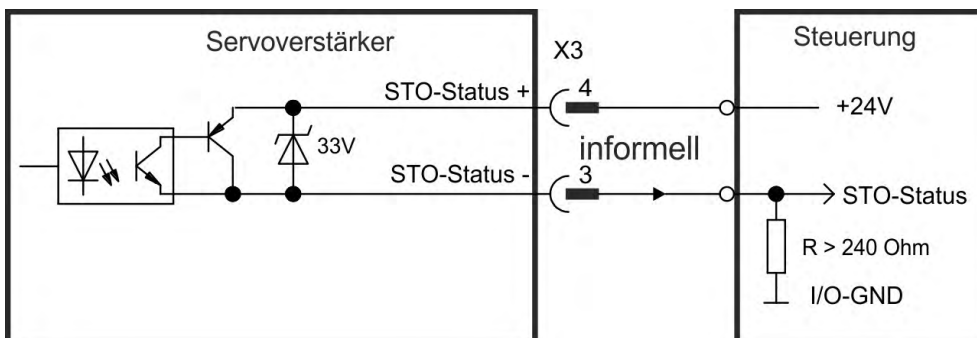 Servoverstärker
X3
Steuerung
STO-Status +
4
+24V
33V
informell
STO-Status -
3
STO-Status
R > 240 Ohm
I/O-GND